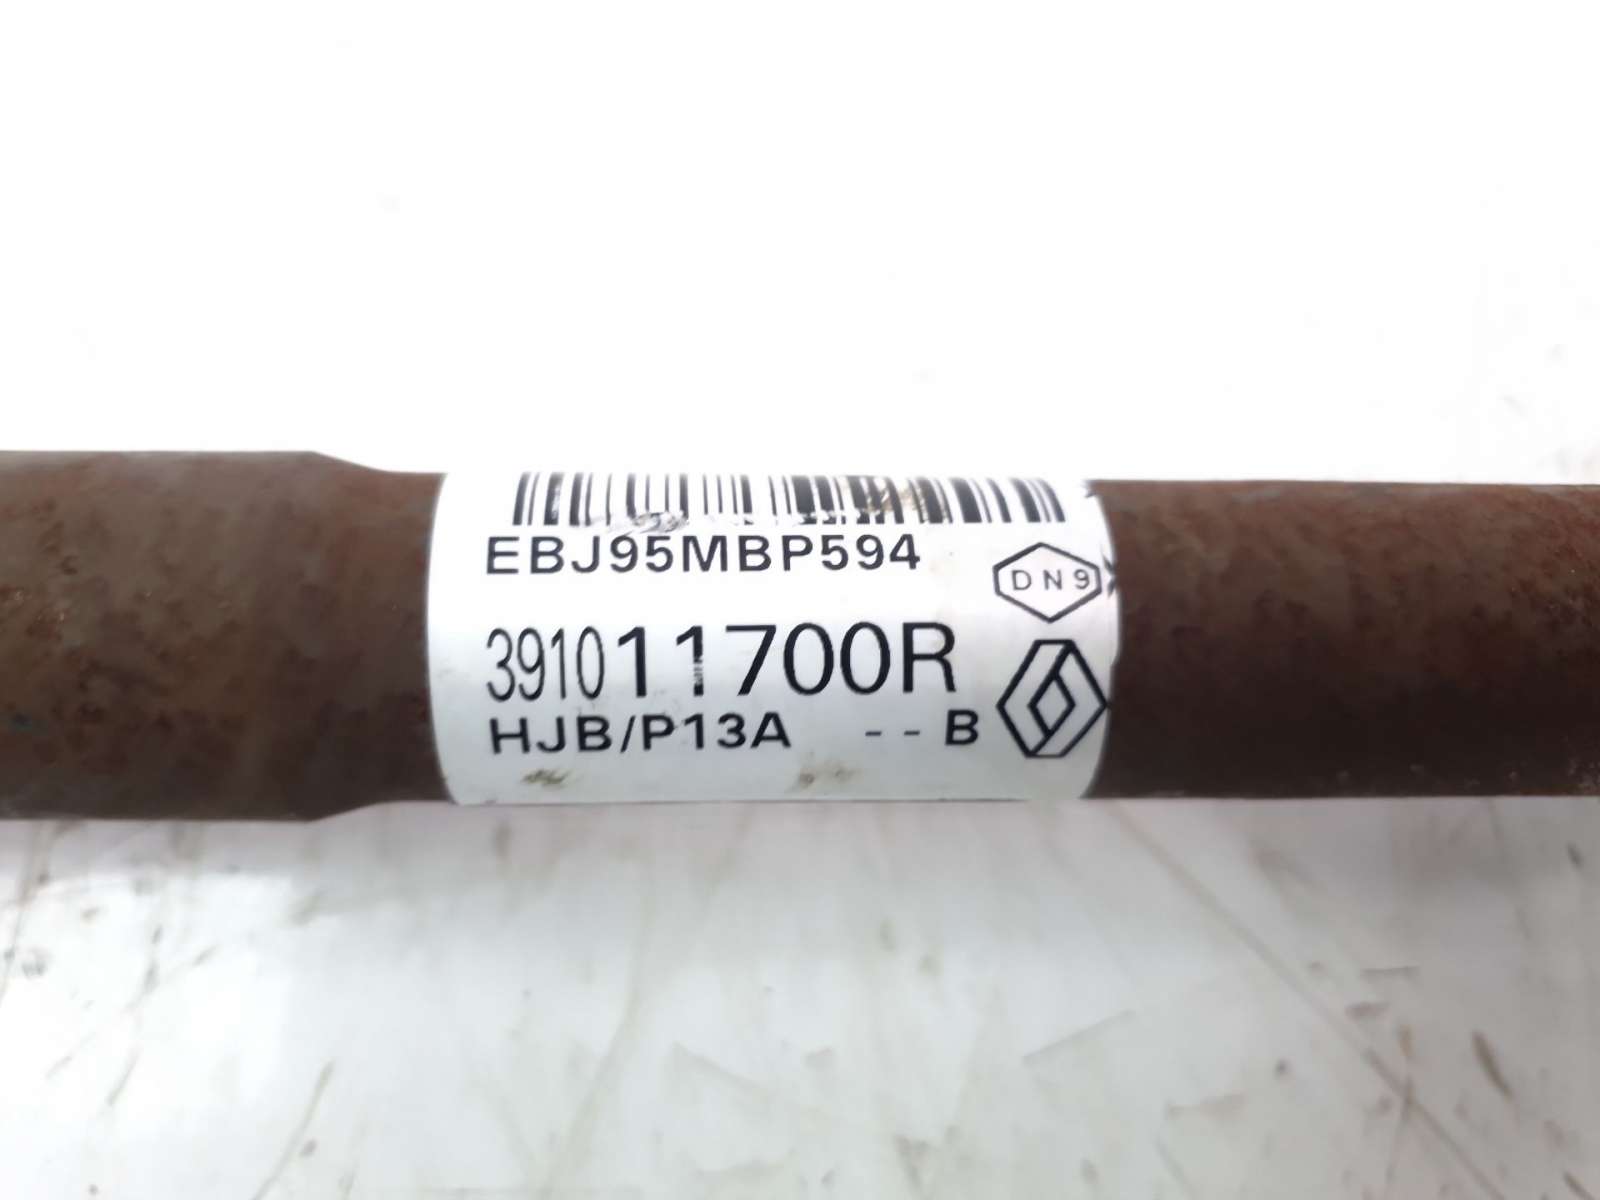 EBJ95MBP594
DN9
391011700R
HJB/P13A -- B